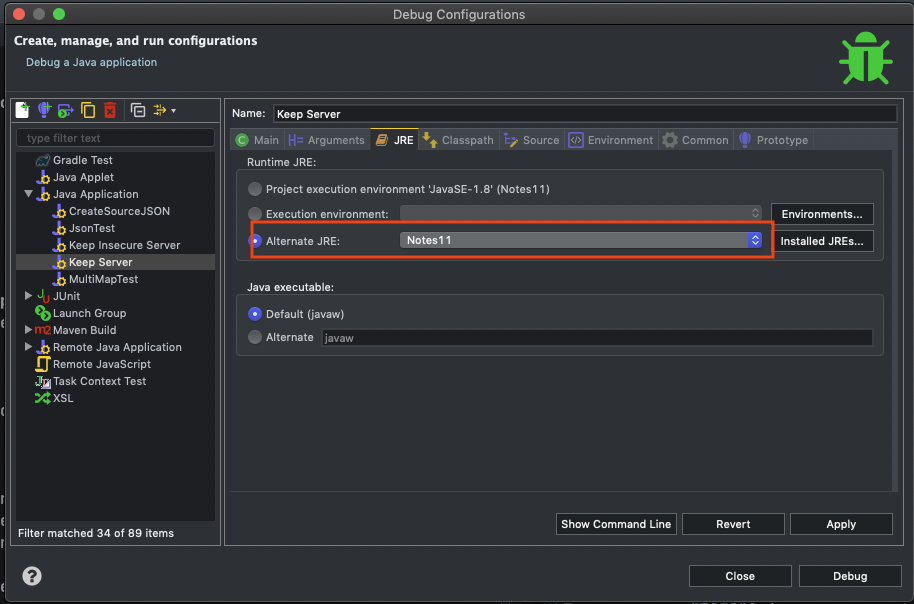 Debug Configurations
Create, manage, and run configurations
Debug a Java application
type filter text
Gradle Test
Java Applet
Java Application
CreateSourceJSON
JsonTest
Keep Insecure Server
Keep Server
MultiMapTest
JUnit
Launch Group
Maven Build
Remote Java Application
Remote JavaScript
Task Context Test
XSL
Filter matched 34 of 89 items
Name: Keep Server
Main Arguments JRE Classpath Source Environment Common Prototype
Runtime JRE:
Project execution environment 'JavaSE-1.8' (Notes11)
Execution environment: Environments...
Alternate JRE: Notes11 Installed JREs...
Java executable:
Default (javaw)
Alternate javaw
Show Command Line Revert Apply
Close Debug